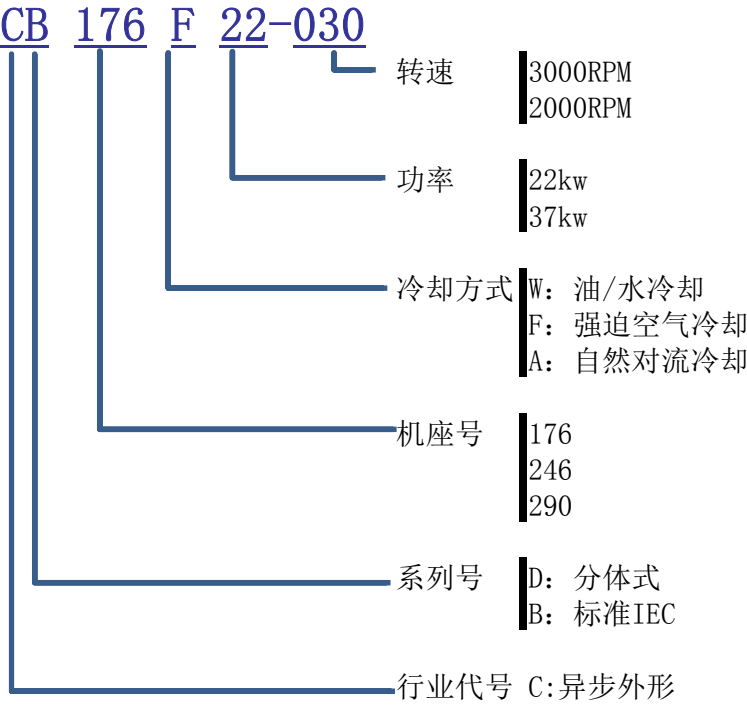 CB 176 F 22-030
转速 3000RPM
2000RPM
功率 22kw
37kw
冷却方式 W：油/水冷却
F：强迫空气冷却
A：自然对流冷却
机座号 176
246
290
系列号 D：分体式
B：标准IEC
行业代号 C:异步外形